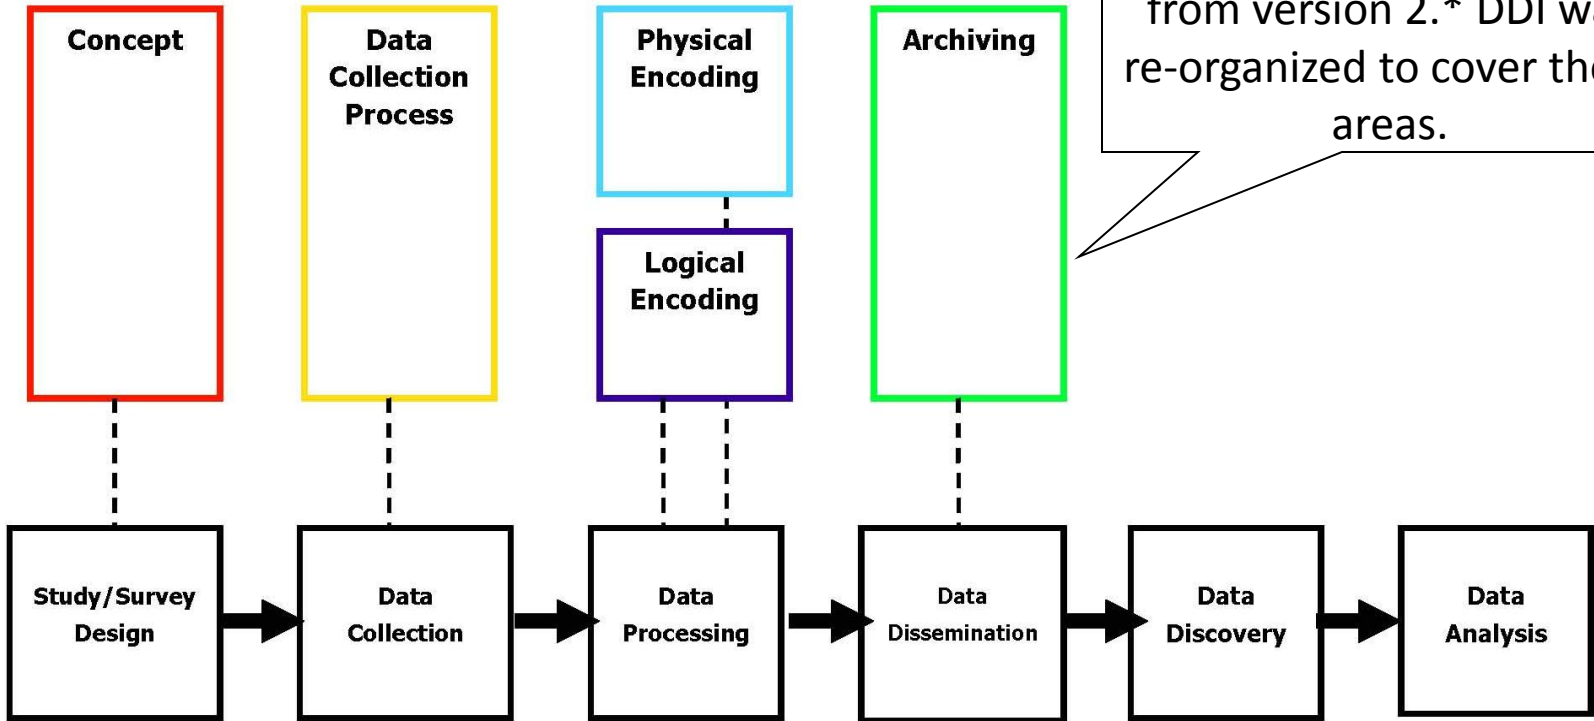 Concept
Data
Collection
Process
Physical
Encoding
Logical
Encoding
Archiving
from version 2.* DDI
re-organized to cover
areas.
Study/Survey
Design
Data
Collection
Data
Processing
Data
Dissemination
Data
Discovery
Data
Analysis